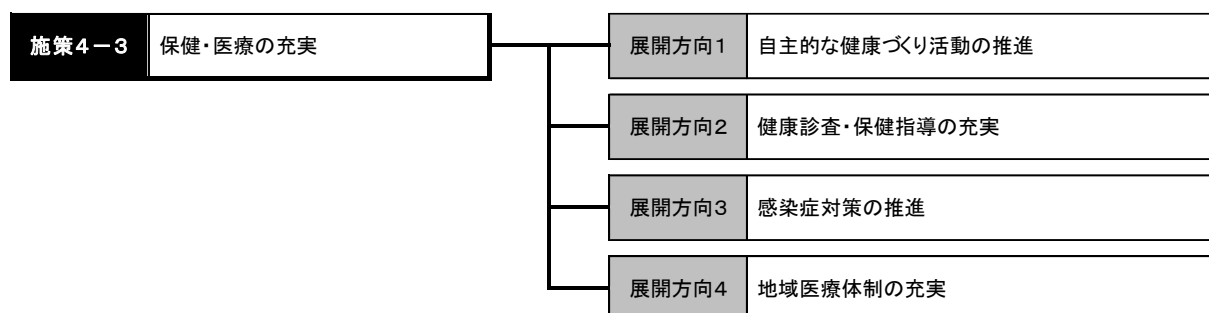 施策4－3 保健・医療の充実
展開方向1 自主的な健康づくり活動の推進
展開方向2 健康診査・保健指導の充実
展開方向3 感染症対策の推進
展開方向4 地域医療体制の充実